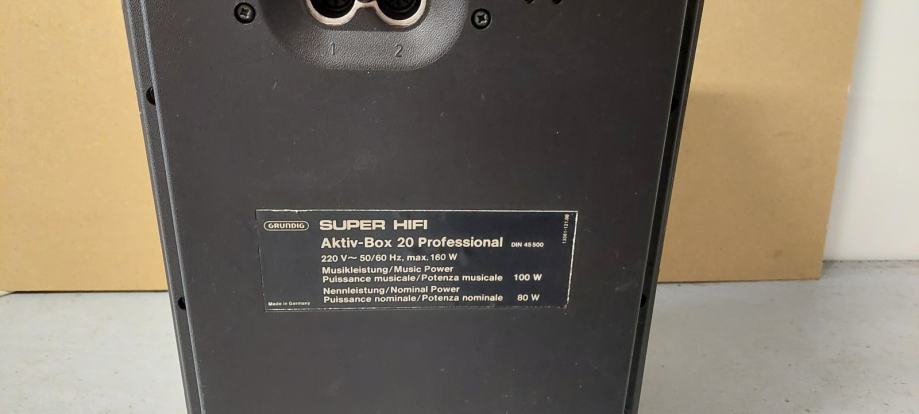 1 2
GRUNDIG SUPER HIFI
Aktiv-Box 20 Professional DIN 45 500
220 V~ 50/60 Hz, max. 160 W
Musikleistung/Music Power
Puissance musicale/Potenza musicale 100 W
Nennleistung/Nominal Power
Puissance nominale/Potenza nominale 80 W
Made in Germany